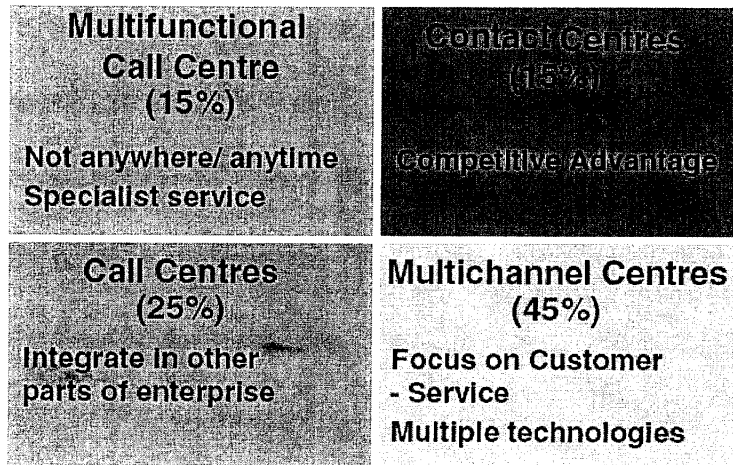 Multifunctional
Call Centre
(15%)
Not anywhere/ anytime
Specialist service
Contact Centres
(15%)
Competitive Advantage
Call Centres
(25%)
Integrate in other
parts of enterprise
Multichannel Centres
(45%)
Focus on Customer
- Service
Multiple technologies